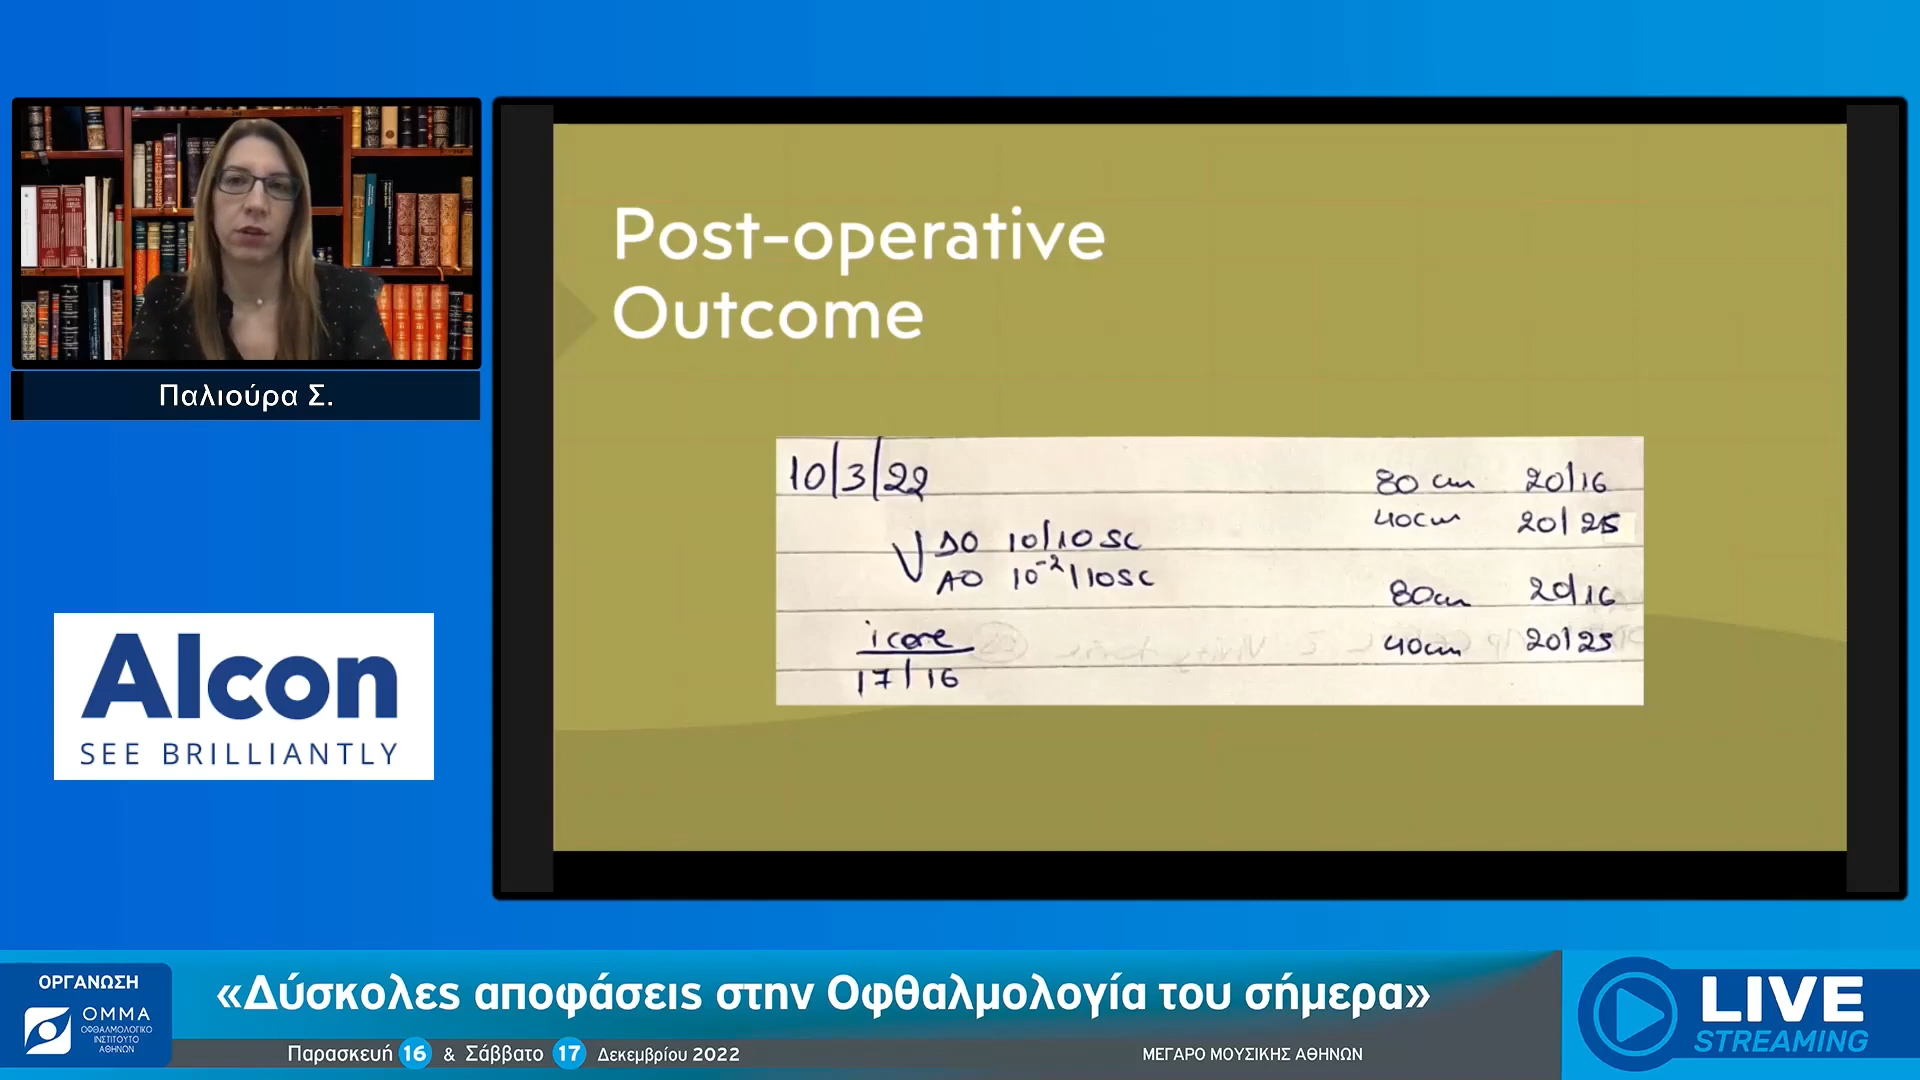 Παλιούρα Σ.
Alcon
SEE BRILLIANTLY
Post-operative
Outcome
10/3/22
80 cm 20/16
40cm 20/25
V ΔΟ 10/10 SC
ΑΟ 10⁻²/10SC
80cm 20/16
40cm 20/25
icare
17/16
ΟΡΓΑΝΩΣΗ
ΟΜΜΑ
ΟΦΘΑΛΜΟΛΟΓΙΚΟ
ΙΝΣΤΙΤΟΥΤΟ
ΑΘΗΝΩΝ
«Δύσκολες αποφάσεις στην Οφθαλμολογία του σήμερα»
Παρασκευή 16 & Σάββατο 17 Δεκεμβρίου 2022
ΜΕΓΑΡΟ ΜΟΥΣΙΚΗΣ ΑΘΗΝΩΝ
LIVE
STREAMING